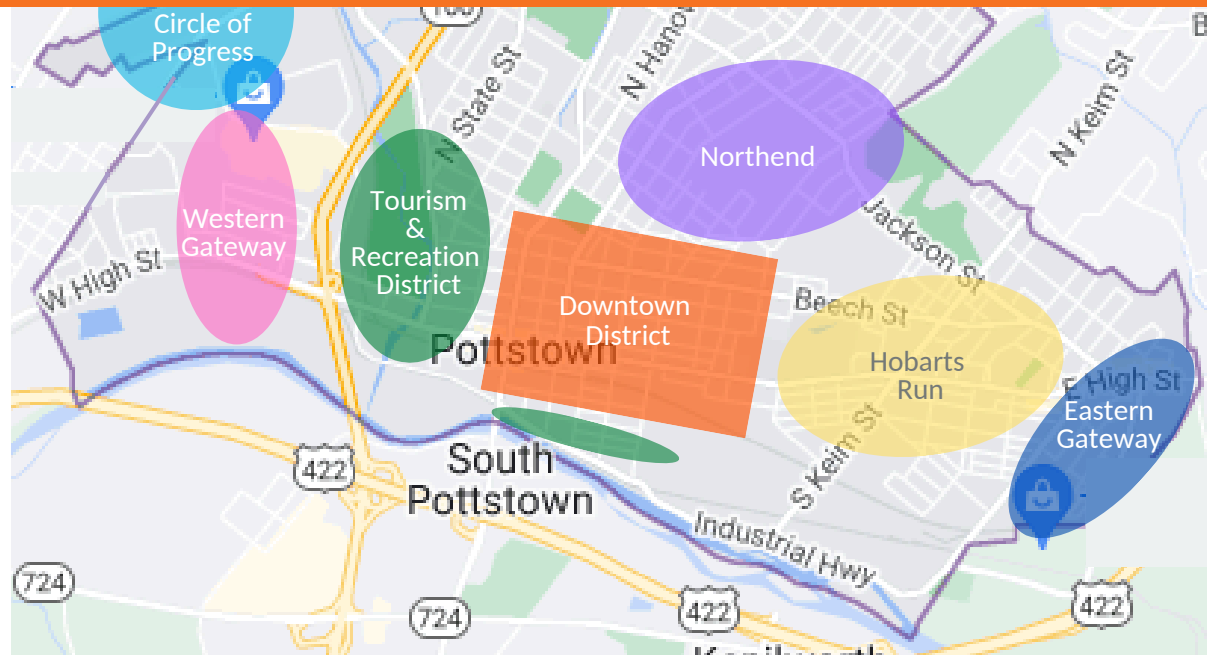 Circle of
Progress
100
N State St
N Hanov
N Keim St
Northend
Tourism
&
Recreation
District
Western
Gateway
W High St
Jackson St
Beech St
Downtown
District
Pottstown
Hobarts
Run
E High St
Eastern
Gateway
S Keim St
South
Pottstown
422
Industrial Hwy
724
724
422
422